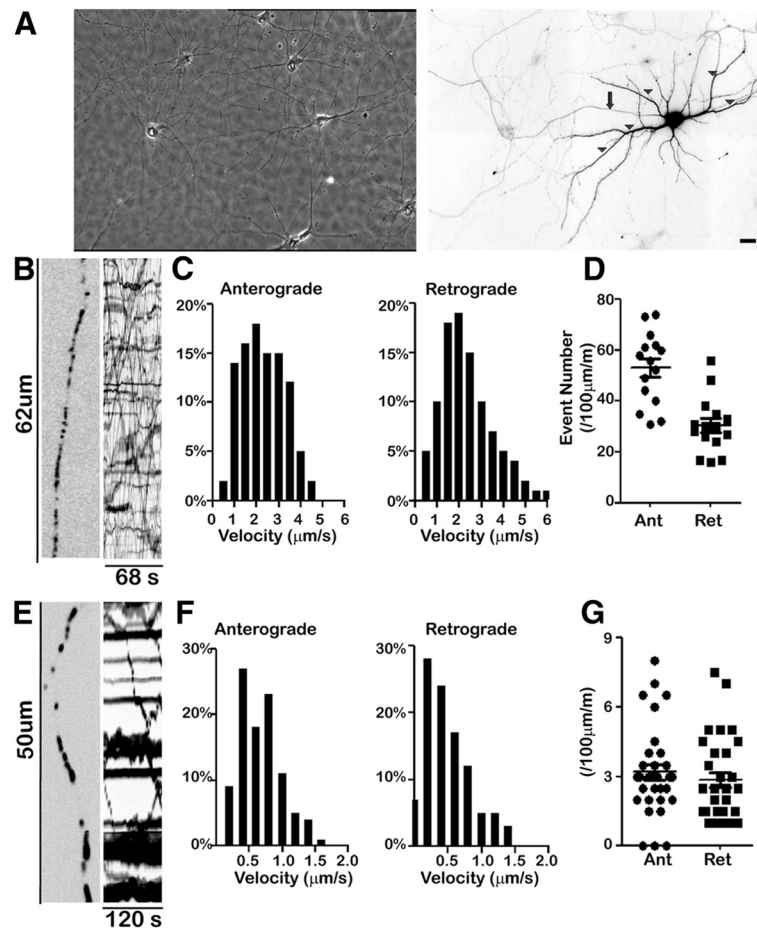 A
B
62um
68 s
C
Anterograde
20%
15%
10%
5%
0%
0 1 2 3 4 5 6
Velocity (μm/s)
Retrograde
20%
15%
10%
5%
0%
0 1 2 3 4 5 6
Velocity (μm/s)
D
Event Number
(/100μm/m)
80
60
40
20
0
Ant Ret
E
50um
120 s
F
Anterograde
30%
20%
10%
0%
0.5 1.0 1.5 2.0
Velocity (μm/s)
Retrograde
30%
20%
10%
0%
0.5 1.0 1.5 2.0
Velocity (μm/s)
G
(/100μm/m)
9
6
3
0
Ant Ret